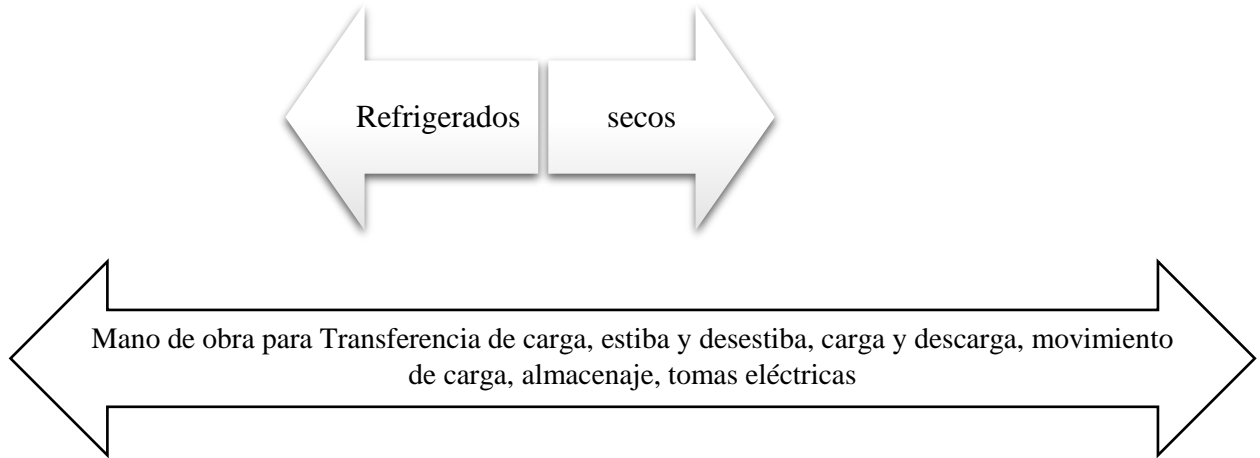 Refrigerados
secos
Mano de obra para Transferencia de carga, estiba y desestiba, carga y descarga, movimiento
de carga, almacenaje, tomas eléctricas